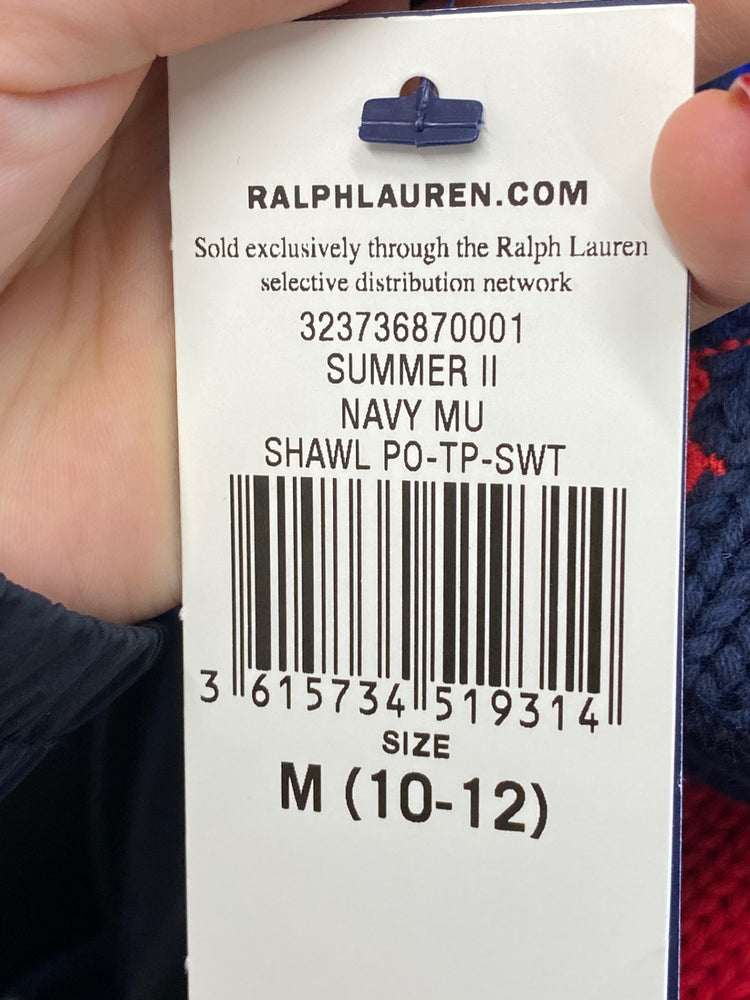 RALPHLAUREN.COM
Sold exclusively through the Ralph Lauren
selective distribution network
323736870001
SUMMER II
NAVY MU
SHAWL PO-TP-SWT
3 615734 519314
SIZE
M (10-12)